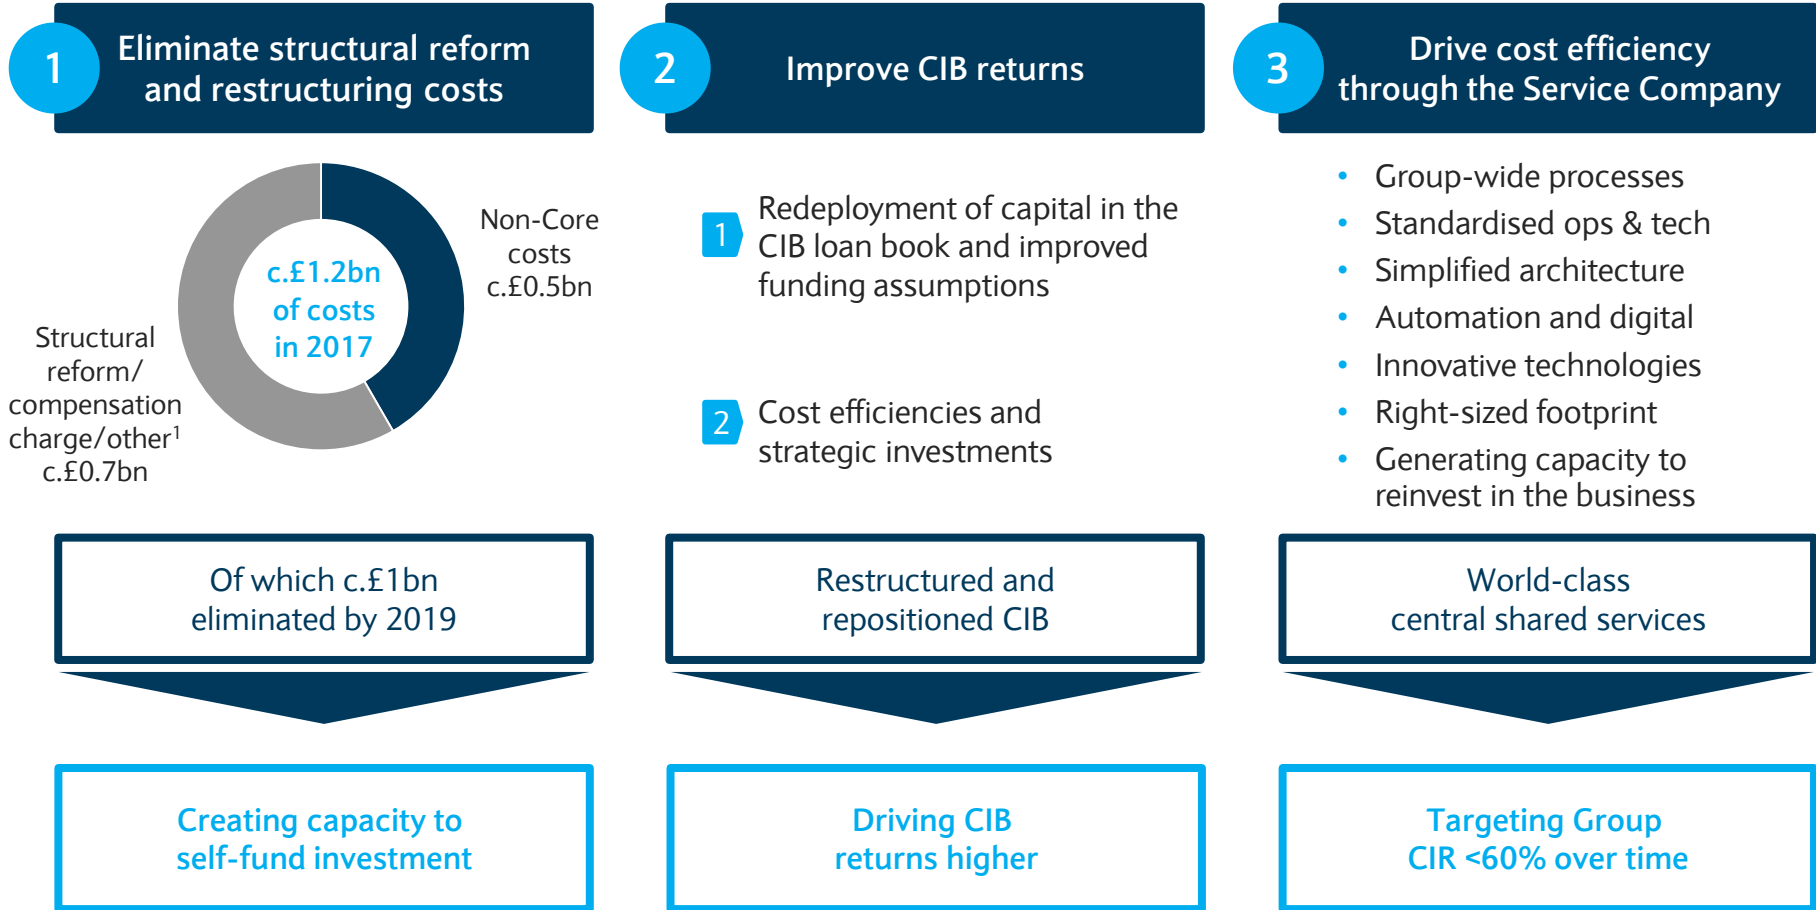 1
Eliminate structural reform
and restructuring costs
c.£1.2bn
of costs
in 2017
Non-Core
costs
c.£0.5bn
Structural
reform/
compensation
charge/other¹
c.£0.7bn
Of which c.£1bn
eliminated by 2019
Creating capacity to
self-fund investment
2
Improve CIB returns
1
Redeployment of capital in the
CIB loan book and improved
funding assumptions
2
Cost efficiencies and
strategic investments
Restructured and
repositioned CIB
Driving CIB
returns higher
3
Drive cost efficiency
through the Service Company
• Group-wide processes
• Standardised ops & tech
• Simplified architecture
• Automation and digital
• Innovative technologies
• Right-sized footprint
• Generating capacity to
reinvest in the business
World-class
central shared services
Targeting Group
CIR <60% over time